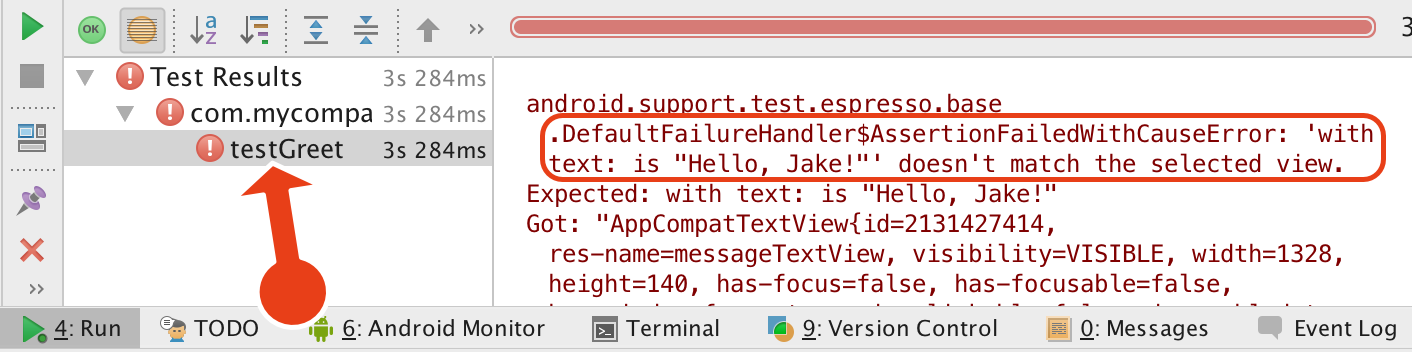 OK
a
z
3
Test Results 3s 284ms
com.mycompa 3s 284ms
testGreet 3s 284ms
android.support.test.espresso.base
.DefaultFailureHandler$AssertionFailedWithCauseError: 'with
text: is "Hello, Jake!"' doesn't match the selected view.
Expected: with text: is "Hello, Jake!"
Got: "AppCompatTextView{id=2131427414,
res-name=messageTextView, visibility=VISIBLE, width=1328,
height=140, has-focus=false, has-focusable=false,
4: Run TODO 6: Android Monitor Terminal 9: Version Control 0: Messages Event Log